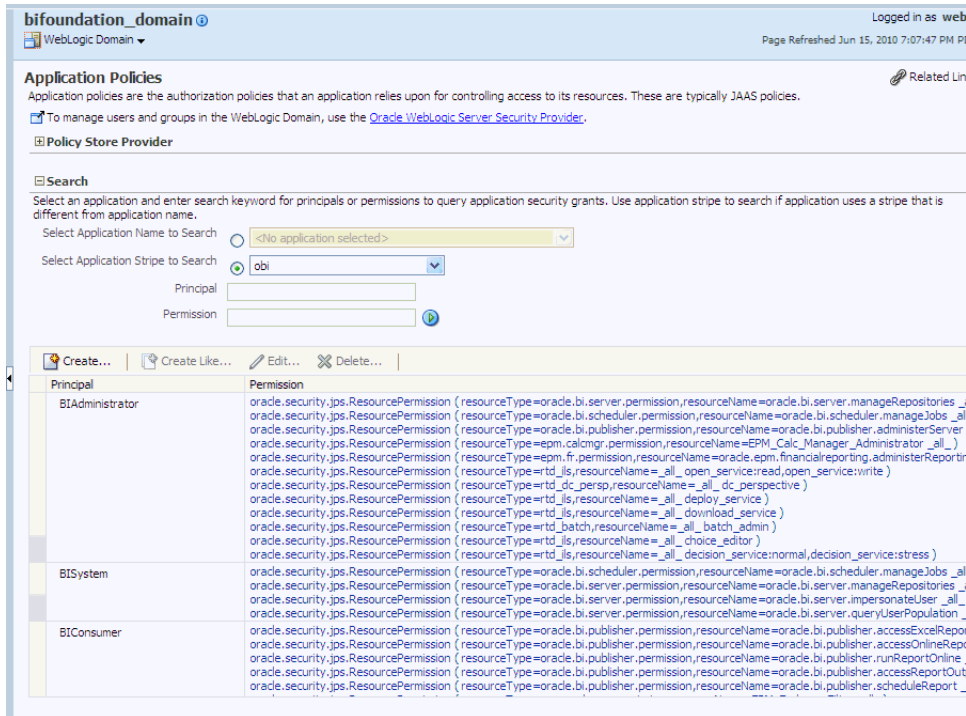 bifoundation_domain
Logged in as web
WebLogic Domain
Page Refreshed Jun 15, 2010 7:07:47 PM
Application Policies
Related Lin
Application policies are the authorization policies that an application relies upon for controlling access to its resources. These are typically JAAS policies.
To manage users and groups in the WebLogic Domain, use the Oracle WebLogic Server Security Provider.
Policy Store Provider
Search
Select an application and enter search keyword for principals or permissions to query application security grants. Use application stripe to search if application uses a stripe that is
different from application name.
Select Application Name to Search <No application selected>
Select Application Stripe to Search obi
Principal
Permission
Create... Create Like... Edit... Delete...
Principal Permission
BIAdministrator oracle.security.jps.ResourcePermission ( resourceType=oracle.bi.server.permission,resourceName=oracle.bi.server.manageRepositories _a
oracle.security.jps.ResourcePermission ( resourceType=oracle.bi.scheduler.permission,resourceName=oracle.bi.scheduler.manageJobs _al
oracle.security.jps.ResourcePermission ( resourceType=oracle.bi.publisher.permission,resourceName=oracle.bi.publisher.administerServer
oracle.security.jps.ResourcePermission ( resourceType=epm.calcmgr.permission,resourceName=EPM_Calc_Manager_Administrator _all_ )
oracle.security.jps.ResourcePermission ( resourceType=epm.fr.permission,resourceName=oracle.epm.financialreporting.administerReportin
oracle.security.jps.ResourcePermission ( resourceType=rtd_ils,resourceName=_all_ open_service:read,open_service:write )
oracle.security.jps.ResourcePermission ( resourceType=rtd_dc_persp,resourceName=_all_ dc_perspective )
oracle.security.jps.ResourcePermission ( resourceType=rtd_ils,resourceName=_all_ deploy_service )
oracle.security.jps.ResourcePermission ( resourceType=rtd_ils,resourceName=_all_ download_service )
oracle.security.jps.ResourcePermission ( resourceType=rtd_batch,resourceName=_all_ batch_admin )
oracle.security.jps.ResourcePermission ( resourceType=rtd_ils,resourceName=_all_ choice_editor )
oracle.security.jps.ResourcePermission ( resourceType=rtd_ils,resourceName=_all_ decision_service:normal,decision_service:stress )
BISystem oracle.security.jps.ResourcePermission ( resourceType=oracle.bi.scheduler.permission,resourceName=oracle.bi.scheduler.manageJobs _al
oracle.security.jps.ResourcePermission ( resourceType=oracle.bi.server.permission,resourceName=oracle.bi.server.manageRepositories _a
oracle.security.jps.ResourcePermission ( resourceType=oracle.bi.server.permission,resourceName=oracle.bi.server.impersonateUser _all_
oracle.security.jps.ResourcePermission ( resourceType=oracle.bi.server.permission,resourceName=oracle.bi.server.queryUserPopulation _
BIConsumer oracle.security.jps.ResourcePermission ( resourceType=oracle.bi.publisher.permission,resourceName=oracle.bi.publisher.accessExcelRepor
oracle.security.jps.ResourcePermission ( resourceType=oracle.bi.publisher.permission,resourceName=oracle.bi.publisher.accessOnlineRepo
oracle.security.jps.ResourcePermission ( resourceType=oracle.bi.publisher.permission,resourceName=oracle.bi.publisher.runReportOnline _
oracle.security.jps.ResourcePermission ( resourceType=oracle.bi.publisher.permission,resourceName=oracle.bi.publisher.accessReportOut
oracle.security.jps.ResourcePermission ( resourceType=oracle.bi.publisher.permission,resourceName=oracle.bi.publisher.scheduleReport _